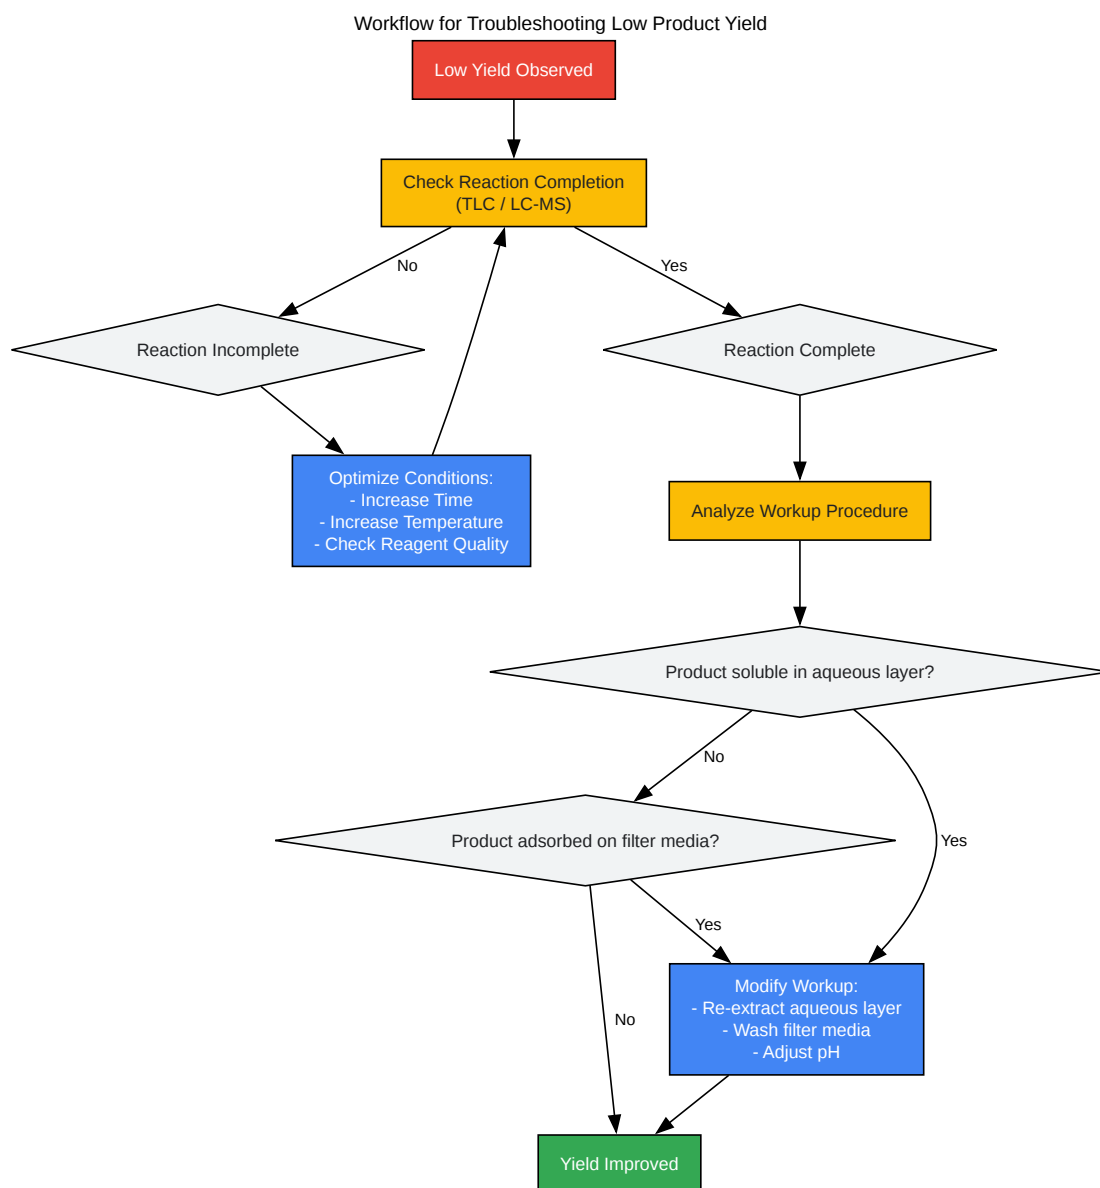 Workflow for Troubleshooting Low Product Yield
Low Yield Observed
Check Reaction Completion
(TLC / LC-MS)
No
Yes
Reaction Incomplete
Reaction Complete
Optimize Conditions:
- Increase Time
- Increase Temperature
- Check Reagent Quality
Analyze Workup Procedure
Product soluble in aqueous layer?
No
Yes
Product adsorbed on filter media?
Yes
No
Modify Workup:
- Re-extract aqueous layer
- Wash filter media
- Adjust pH
Yield Improved